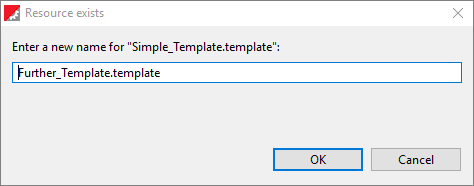 Resource exists
Enter a new name for "Simple_Template.template":
Further_Template.template
OK
Cancel